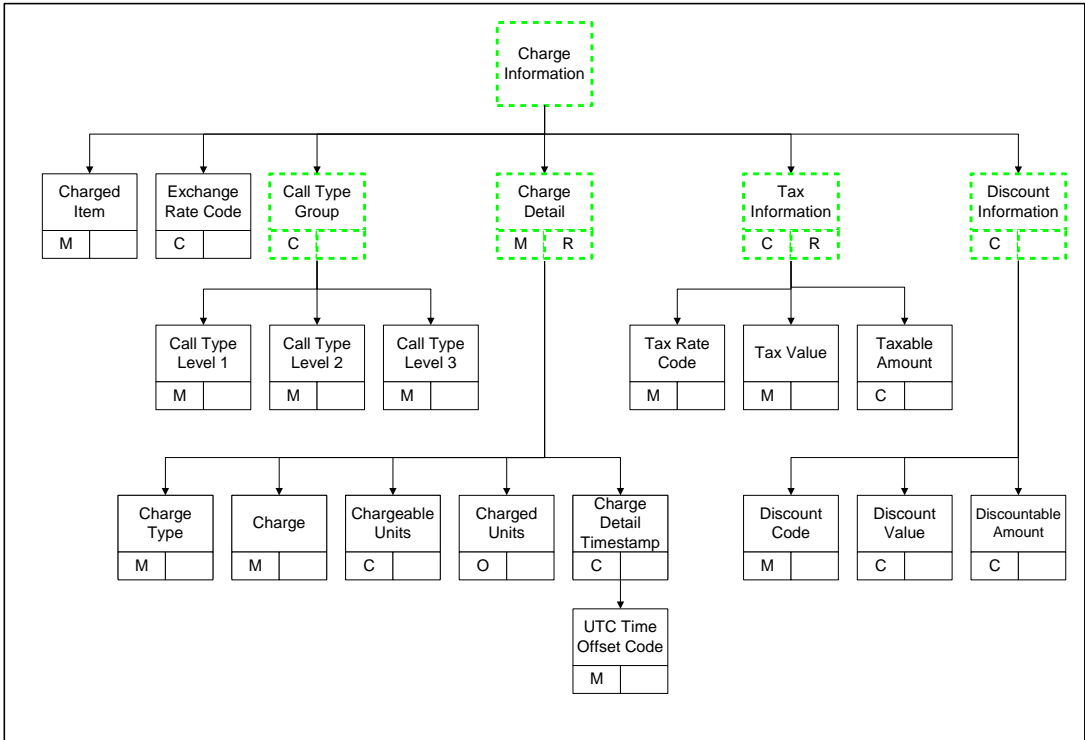 Charge
Information
Charged
Item
M
Exchange
Rate Code
C
Call Type
Group
C
Charge
Detail
M R
Tax
Information
C R
Discount
Information
C
Call Type
Level 1
M
Call Type
Level 2
M
Call Type
Level 3
M
Tax Rate
Code
M
Tax Value
M
Taxable
Amount
C
Charge
Type
M
Charge
M
Chargeable
Units
C
Charged
Units
O
Charge
Detail
Timestamp
C
Discount
Code
M
Discount
Value
C
Discountable
Amount
C
UTC Time
Offset Code
M